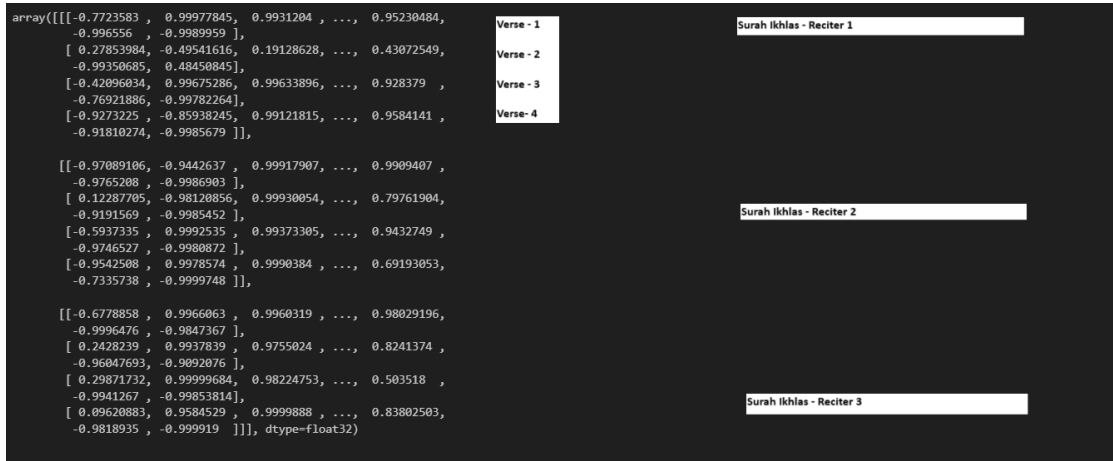 array([[[-0.7723583 ,  0.99977845,  0.9931204 , ...,  0.95230484,
         -0.996556  , -0.9989959 ],
        [ 0.27853984, -0.49541616,  0.19128628, ...,  0.43072549,
         -0.99350685,  0.48450845],
        [-0.42096034,  0.99675286,  0.99633896, ...,  0.928379  ,
         -0.76921886, -0.99782264],
        [-0.9273225 , -0.85938245,  0.99121815, ...,  0.9584141 ,
         -0.91810274, -0.9985679 ]],
       [[-0.97089106, -0.9442637 ,  0.99917907, ...,  0.9909407 ,
         -0.9765208 , -0.9986903 ],
        [ 0.12287705, -0.98120856,  0.99930054, ...,  0.79761904,
         -0.9191569 , -0.9985452 ],
        [-0.5937335 ,  0.9992535 ,  0.99373305, ...,  0.9432749 ,
         -0.9746527 , -0.9980872 ],
        [-0.9542508 ,  0.9978574 ,  0.9990384 , ...,  0.69193053,
         -0.7335738 , -0.9999748 ]],
       [[-0.6778858 ,  0.9966063 ,  0.9960319 , ...,  0.98029196,
         -0.9996476 , -0.9847367 ],
        [ 0.2428239 ,  0.9937839 ,  0.9755024 , ...,  0.8241374 ,
         -0.96047693, -0.9092076 ],
        [ 0.29871732,  0.99999684,  0.98224753, ...,  0.503518  ,
         -0.9941267 , -0.99853814],
        [ 0.09620883,  0.9584529 ,  0.9999888 , ...,  0.83802503,
         -0.9818935 , -0.999919  ]]], dtype=float32)
Verse - 1
Verse - 2
Verse - 3
Verse- 4
Surah Ikhlas - Reciter 1
Surah Ikhlas - Reciter 2
Surah Ikhlas - Reciter 3